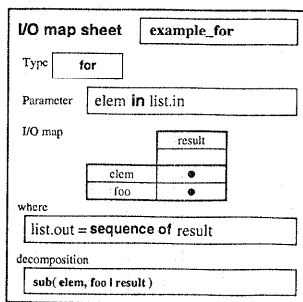 I/O map sheet example_for
Type for
Parameter elem in list.in
I/O map
result
elem
foo
where
list.out = sequence of result
decomposition
sub( elem, foo | result )